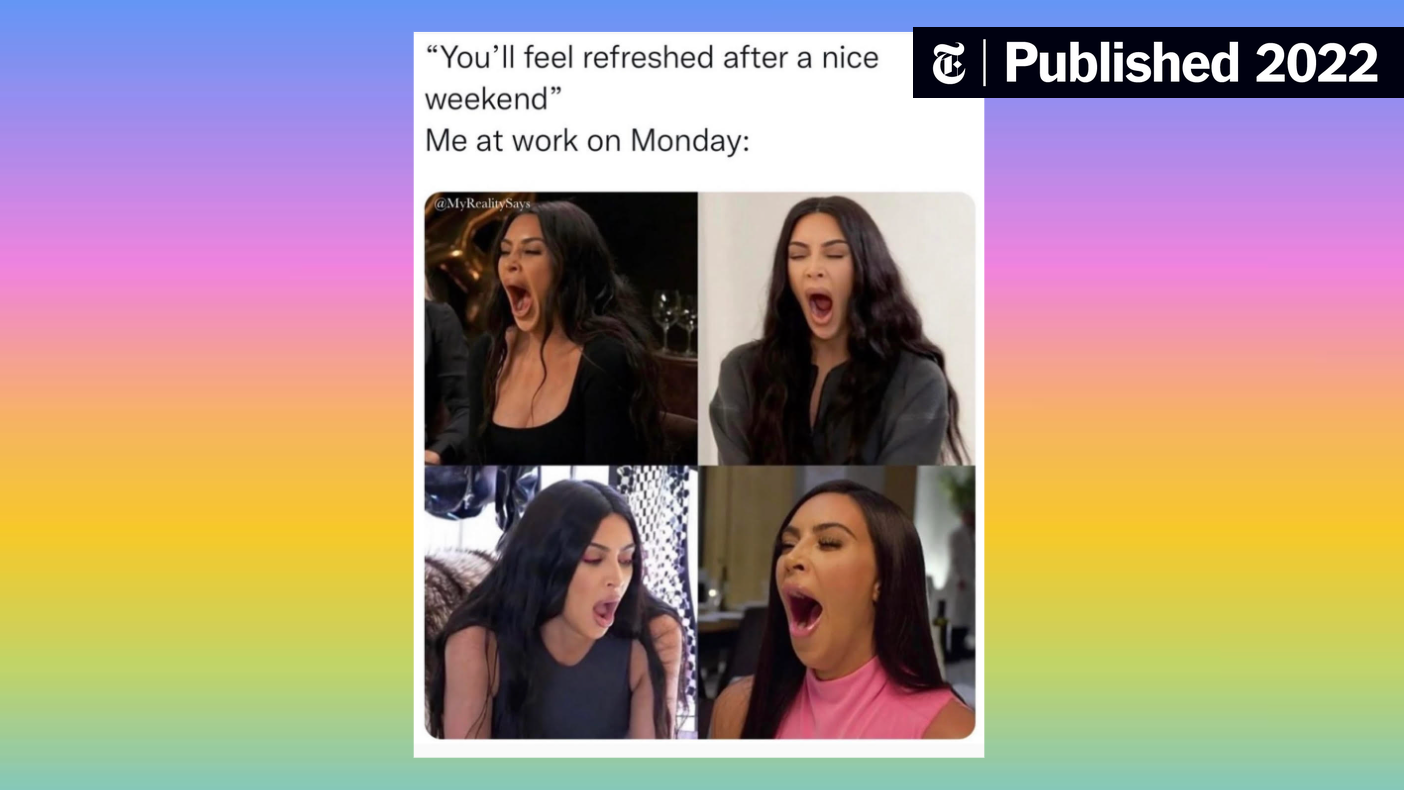 “You’ll feel refreshed after a nice
weekend”
Me at work on Monday:
T | Published 2022
@MyRealitySays